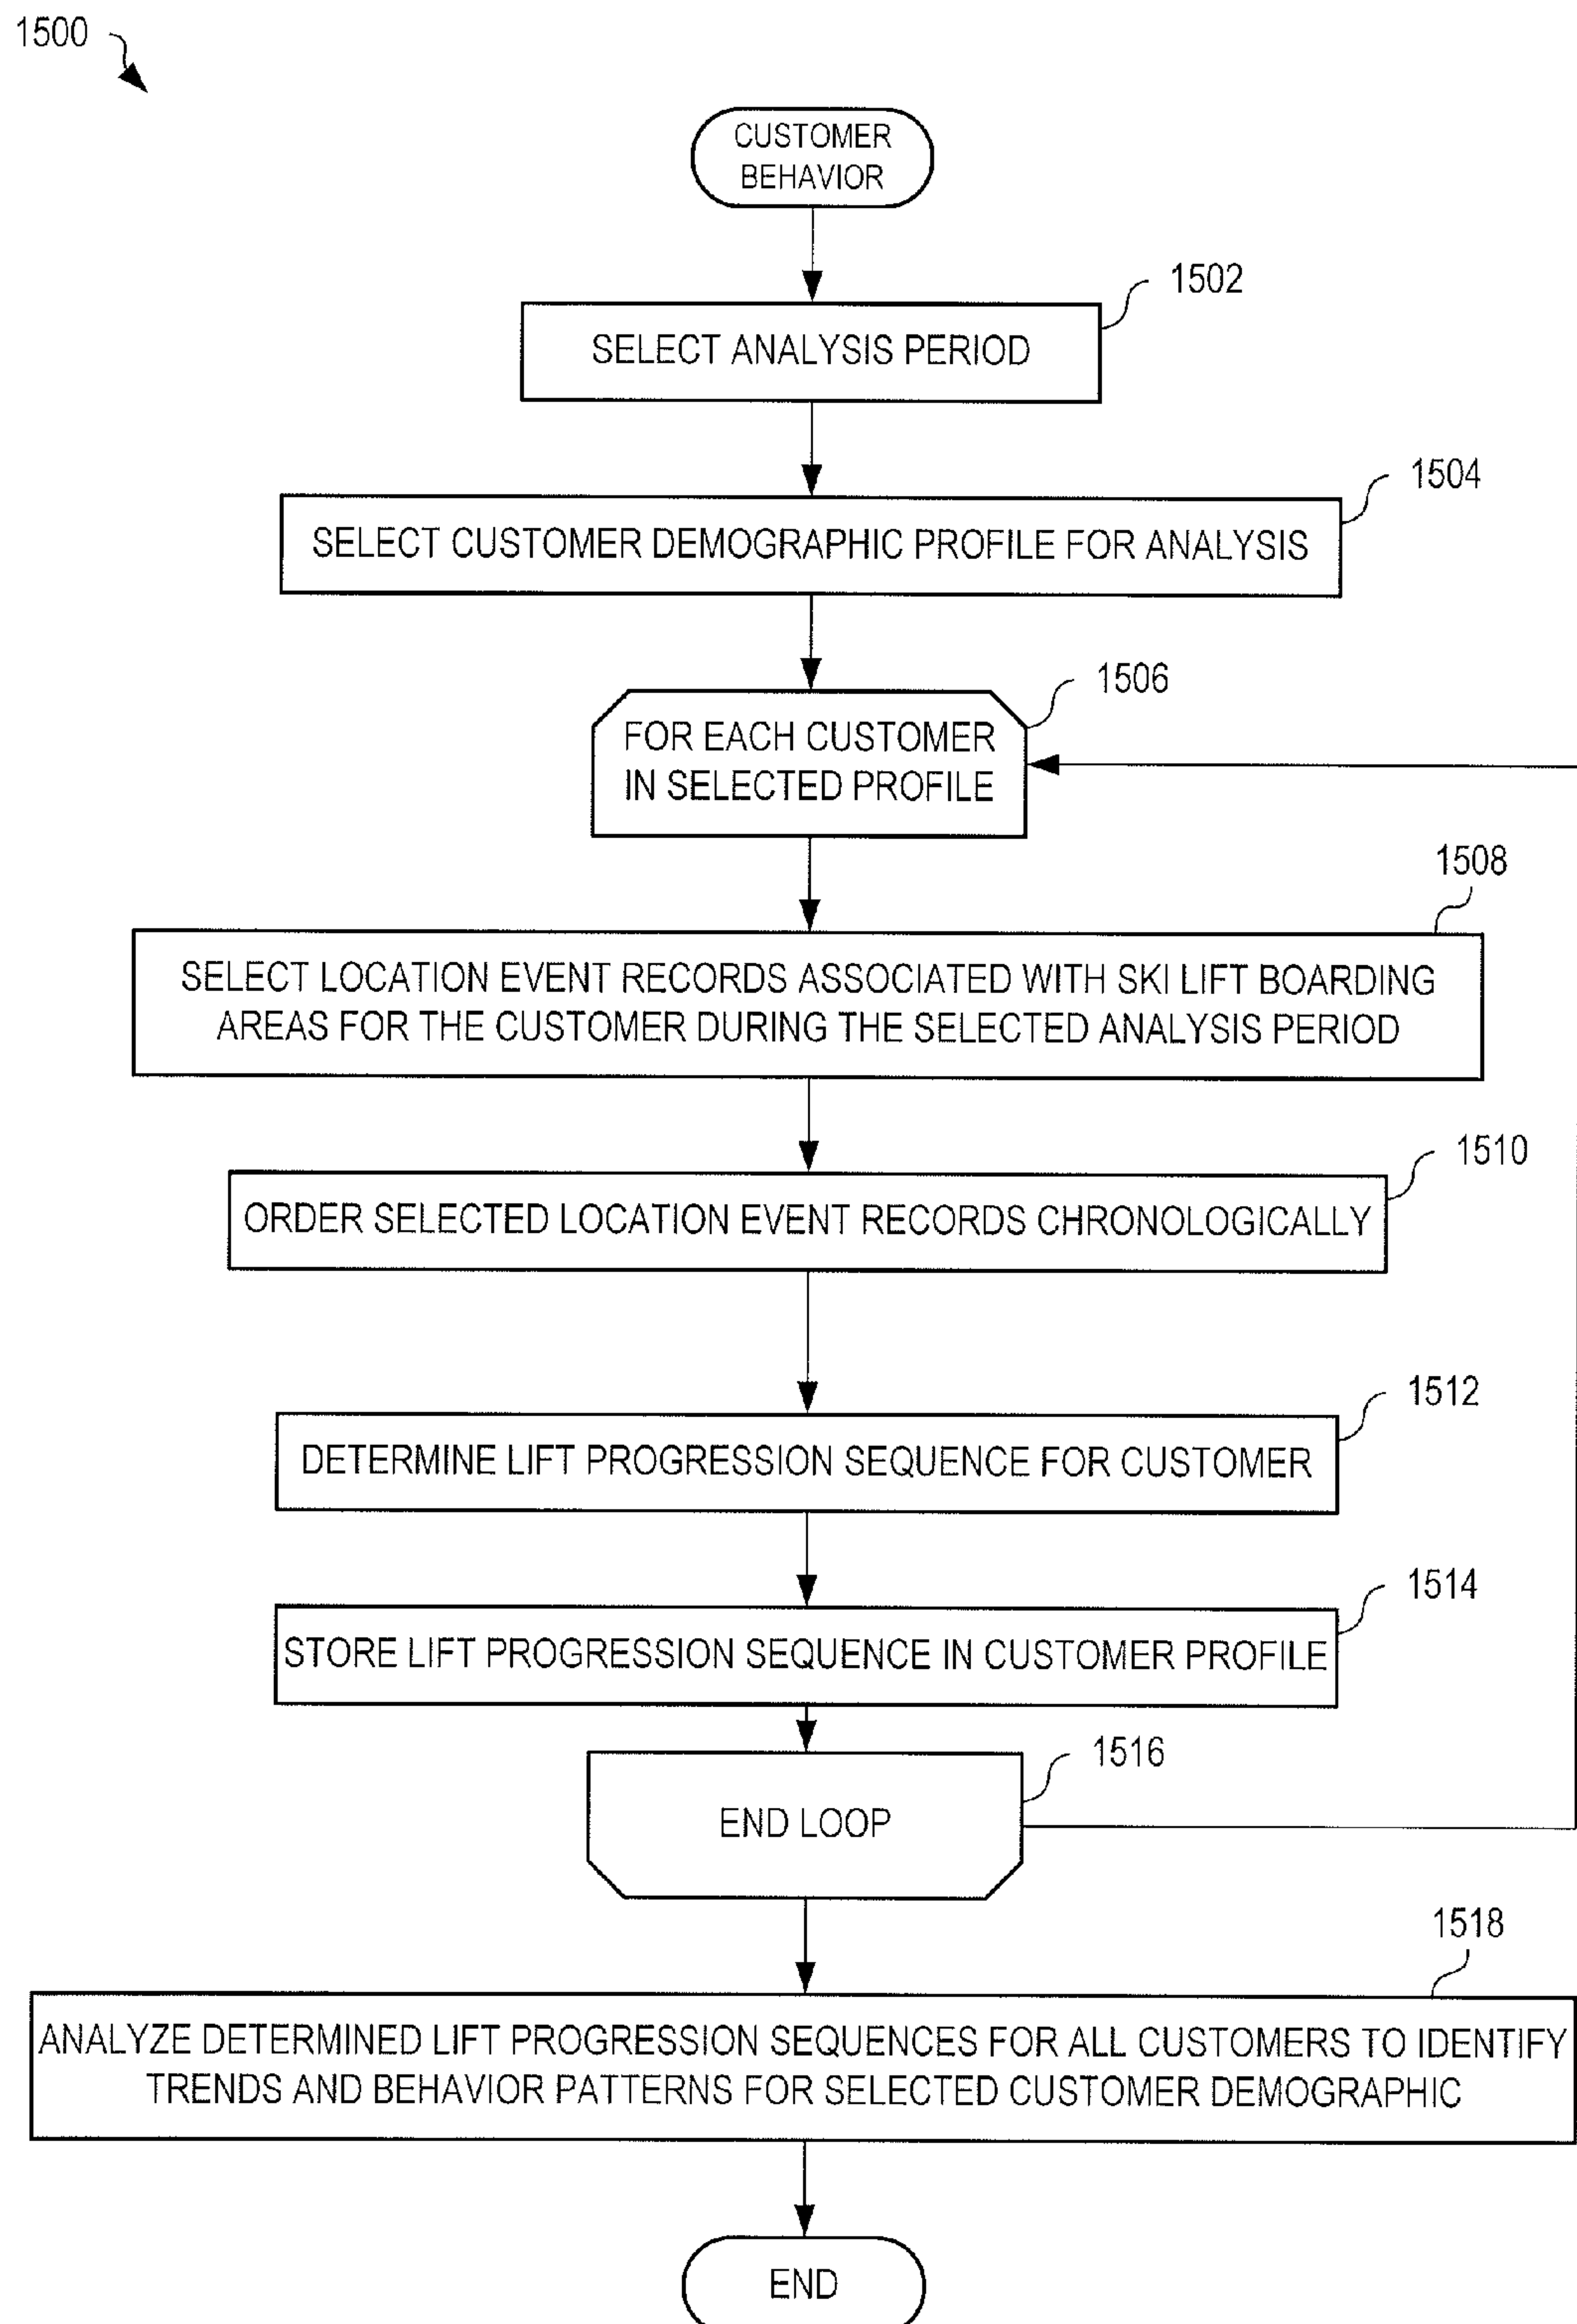 1500
CUSTOMER
BEHAVIOR
1502
SELECT ANALYSIS PERIOD
1504
SELECT CUSTOMER DEMOGRAPHIC PROFILE FOR ANALYSIS
1506
FOR EACH CUSTOMER
IN SELECTED PROFILE
1508
SELECT LOCATION EVENT RECORDS ASSOCIATED WITH SKI LIFT BOARDING
AREAS FOR THE CUSTOMER DURING THE SELECTED ANALYSIS PERIOD
1510
ORDER SELECTED LOCATION EVENT RECORDS CHRONOLOGICALLY
1512
DETERMINE LIFT PROGRESSION SEQUENCE FOR CUSTOMER
1514
STORE LIFT PROGRESSION SEQUENCE IN CUSTOMER PROFILE
1516
END LOOP
1518
ANALYZE DETERMINED LIFT PROGRESSION SEQUENCES FOR ALL CUSTOMERS TO IDENTIFY
TRENDS AND BEHAVIOR PATTERNS FOR SELECTED CUSTOMER DEMOGRAPHIC
END